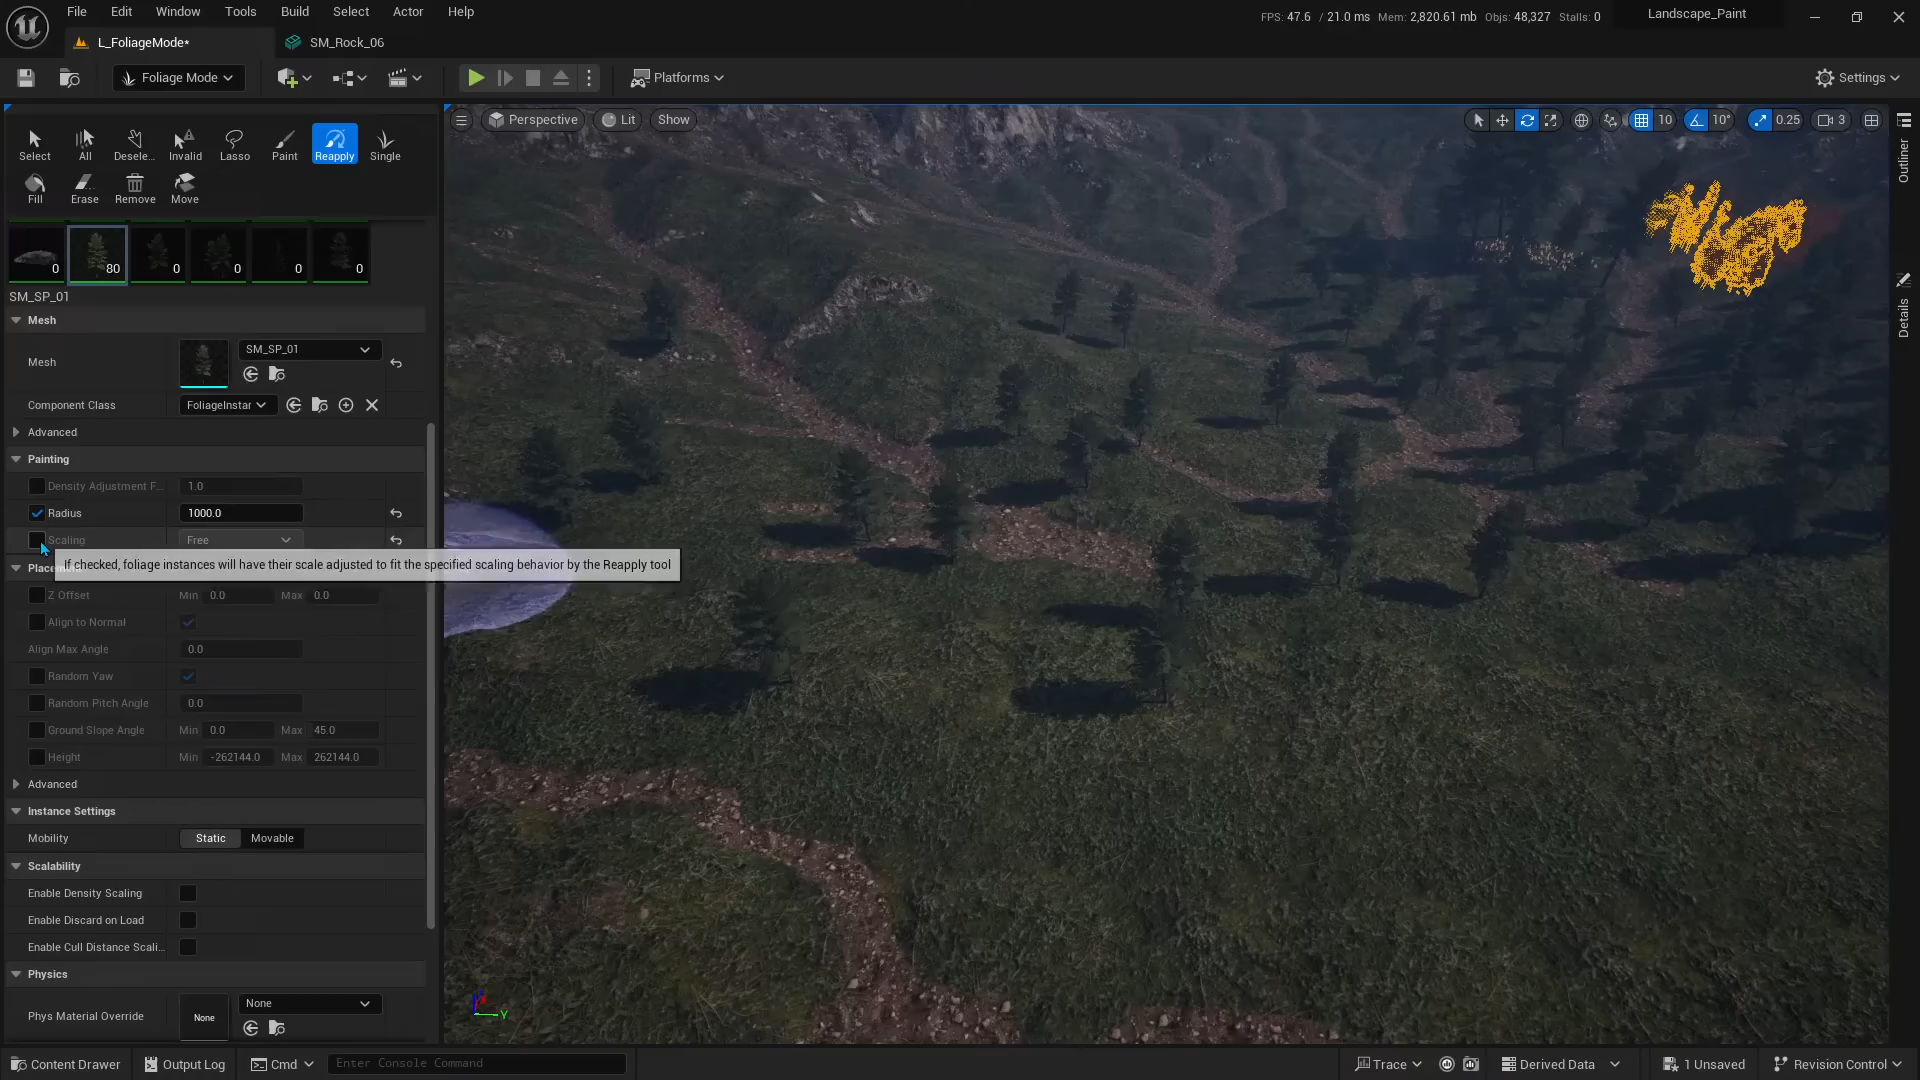 File Edit Window Tools Build Select Actor Help
FPS: 47.6 / 21.0 ms Mem: 2,820.61 mb Objs: 48,327 Stalls: 0
Landscape_Paint
L_FoliageMode*
SM_Rock_06
Foliage Mode
Platforms
Settings
Select All Desele... Invalid Lasso Paint Reapply Single
Fill Erase Remove Move
Perspective Lit Show
10 10° 0.25 3
Outliner
Details
0 80 0 0 0 0
SM_SP_01
Mesh
Mesh SM_SP_01
Component Class FoliageInstar
Advanced
Painting
Density Adjustment F... 1.0
Radius 1000.0
Scaling Free
If checked, foliage instances will have their scale adjusted to fit the specified scaling behavior by the Reapply tool
Z Offset Min 0.0 Max 0.0
Align to Normal
Align Max Angle 0.0
Random Yaw
Random Pitch Angle 0.0
Ground Slope Angle Min 0.0 Max 45.0
Height Min -262144.0 Max 262144.0
Advanced
Instance Settings
Mobility Static Movable
Scalability
Enable Density Scaling
Enable Discard on Load
Enable Cull Distance Scali...
Physics
Phys Material Override None None
Y
Content Drawer Output Log Cmd Enter Console Command
Trace Derived Data 1 Unsaved Revision Control